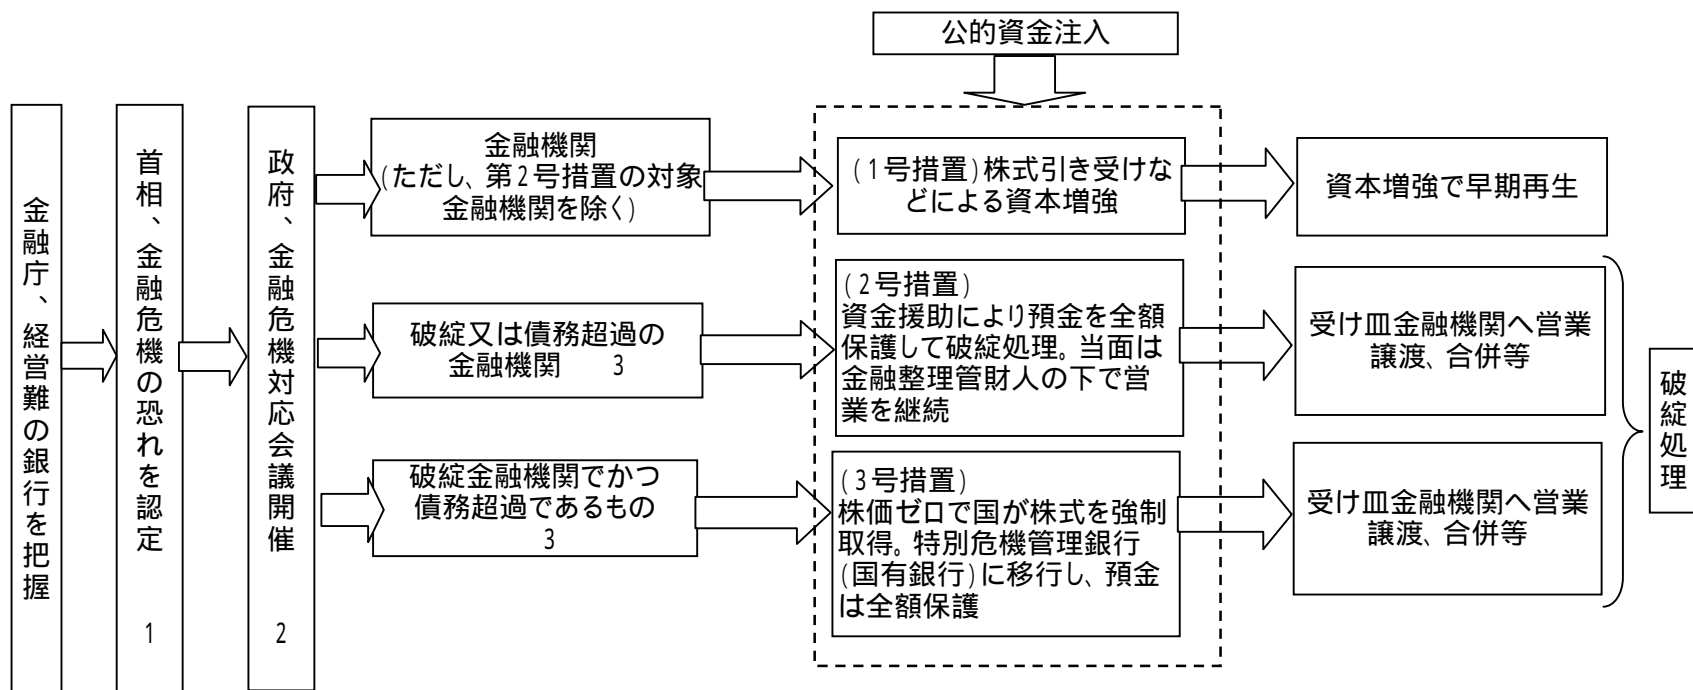 公的資金注入
金融庁、経営難の銀行を把握
首相、金融危機の恐れを認定 1
政府、金融危機対応会議開催 2
金融機関
(ただし、第2号措置の対象
金融機関を除く)
(1号措置)株式引き受けな
どによる資本増強
資本増強で早期再生
破綻又は債務超過の
金融機関 3
(2号措置)
資金援助により預金を全額
保護して破綻処理。当面は
金融整理管財人の下で営
業を継続
受け皿金融機関へ営業
譲渡、合併等
破綻金融機関でかつ
債務超過であるもの
3
(3号措置)
株価ゼロで国が株式を強制
取得。特別危機管理銀行
(国有銀行)に移行し、預金
は全額保護
受け皿金融機関へ営業
譲渡、合併等
破綻処理